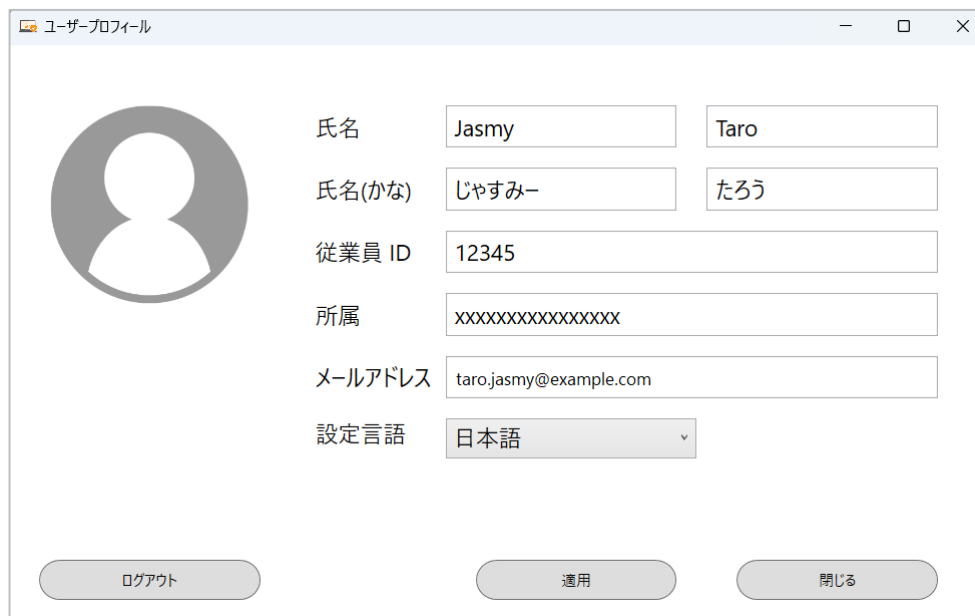 ユーザープロフィール
氏名 Jasmy Taro
氏名(かな) じゃすみー たろう
従業員 ID 12345
所属 xxxxxxxxxxxxxxxx
メールアドレス taro.jasmy@example.com
設定言語 日本語
ログアウト 適用 閉じる